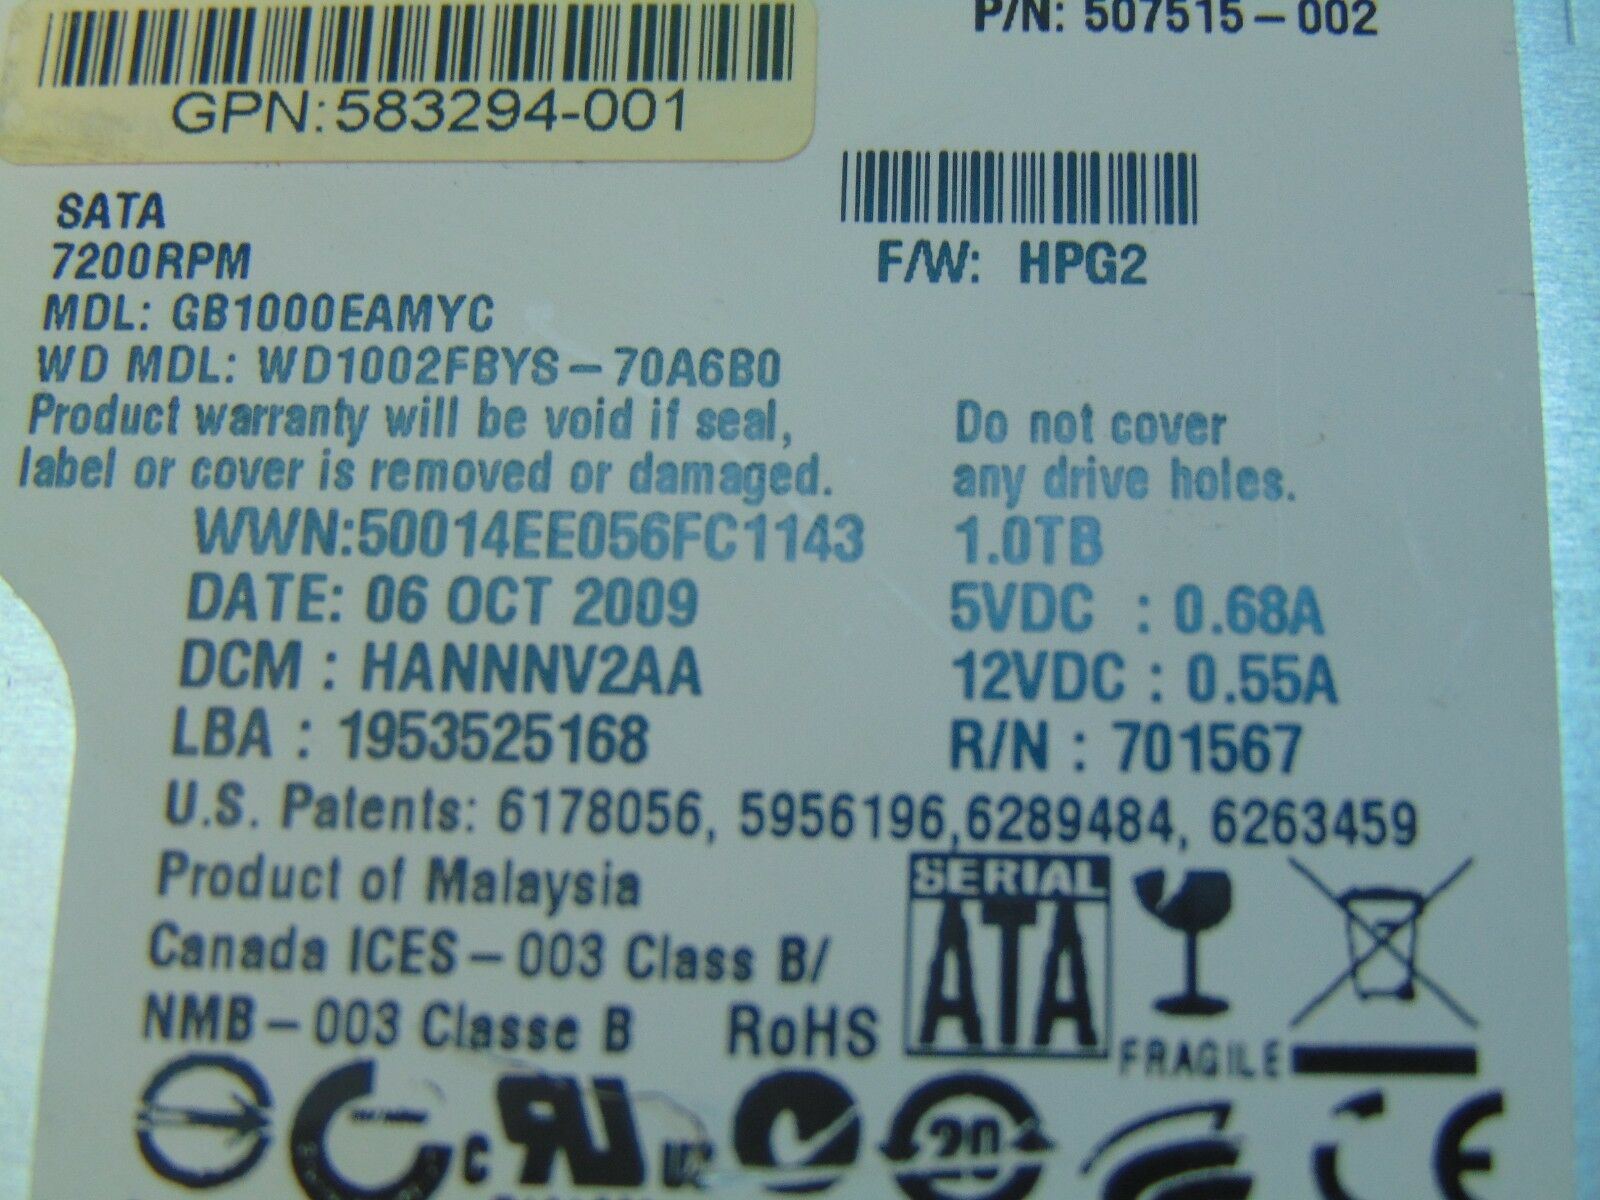 P/N: 507515-002
GPN:583294-001
SATA
7200RPM
F/W: HPG2
MDL: GB1000EAMYC
WD MDL: WD1002FBYS-70A6B0
Product warranty will be void if seal,
label or cover is removed or damaged.
Do not cover
any drive holes.
WWN:50014EE056FC1143
1.0TB
DATE: 06 OCT 2009
5VDC : 0.68A
DCM : HANNNV2AA
12VDC : 0.55A
LBA : 1953525168
R/N : 701567
U.S. Patents: 6178056, 5956196,6289484, 6263459
Product of Malaysia
Canada ICES-003 Class B/
NMB-003 Classe B
RoHS
SERIAL
ATA
FRAGILE
C
US
20
CE